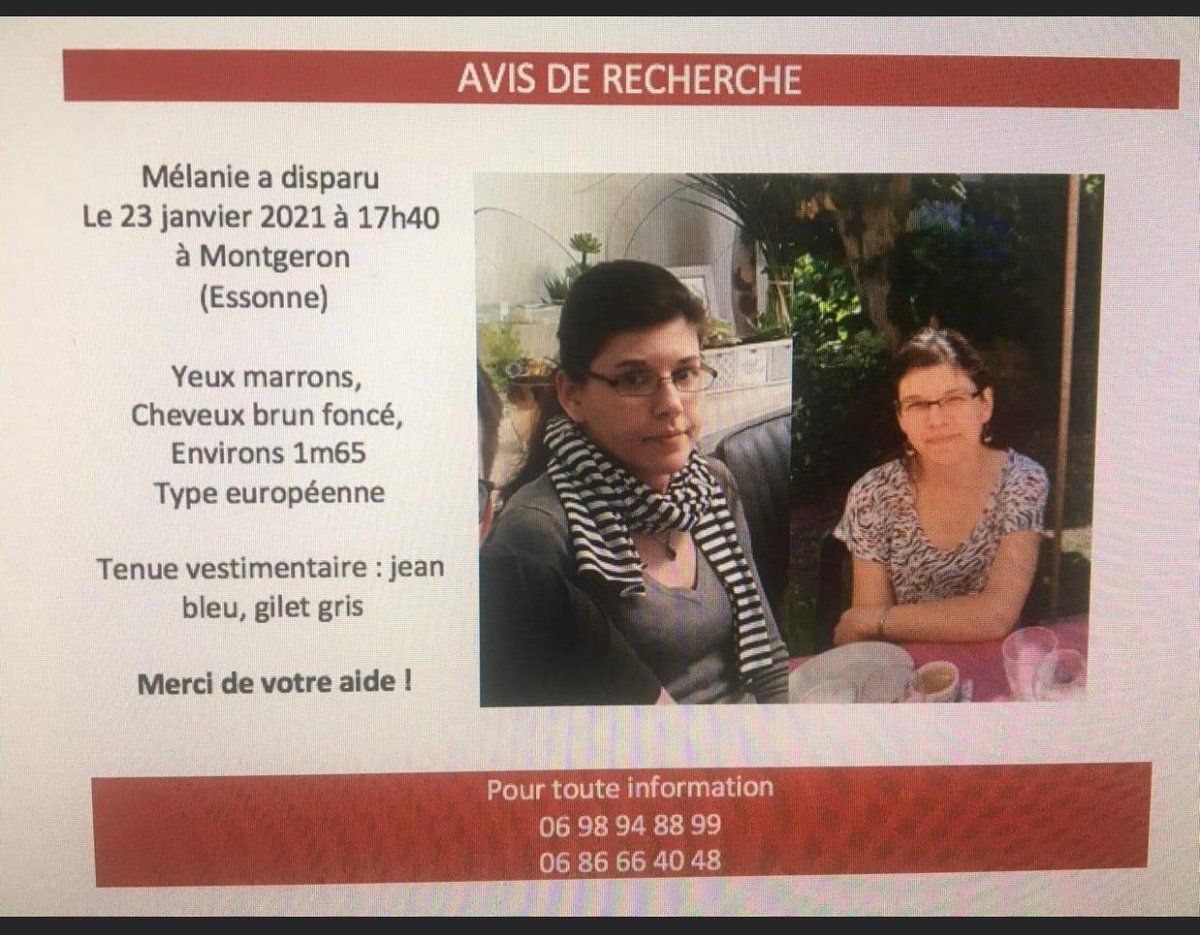 AVIS DE RECHERCHE
Mélanie a disparu
Le 23 janvier 2021 à 17h40
à Montgeron
(Essonne)
Yeux marrons,
Cheveux brun foncé,
Environs 1m65
Type européenne
Tenue vestimentaire : jean
bleu, gilet gris
Merci de votre aide !
Pour toute information
06 98 94 88 99
06 86 66 40 48